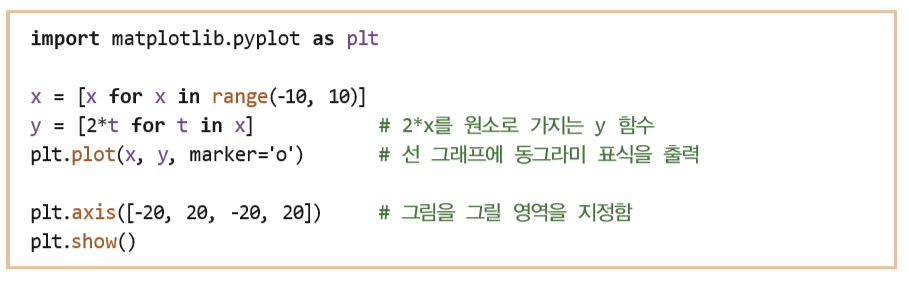 import matplotlib.pyplot as plt
x = [x for x in range(-10, 10)]
y = [2*t for t in x] # 2*x를 원소로 가지는 y 함수
plt.plot(x, y, marker='o') # 선 그래프에 동그라미 표식을 출력
plt.axis([-20, 20, -20, 20]) # 그림을 그릴 영역을 지정함
plt.show()